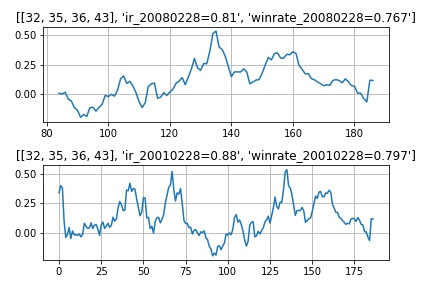 [[32, 35, 36, 43], 'ir_20080228=0.81', 'winrate_20080228=0.767']
0.50
0.25
0.00
80 100 120 140 160 180
[[32, 35, 36, 43], 'ir_20010228=0.88', 'winrate_20010228=0.797']
0.50
0.25
0.00
0 25 50 75 100 125 150 175